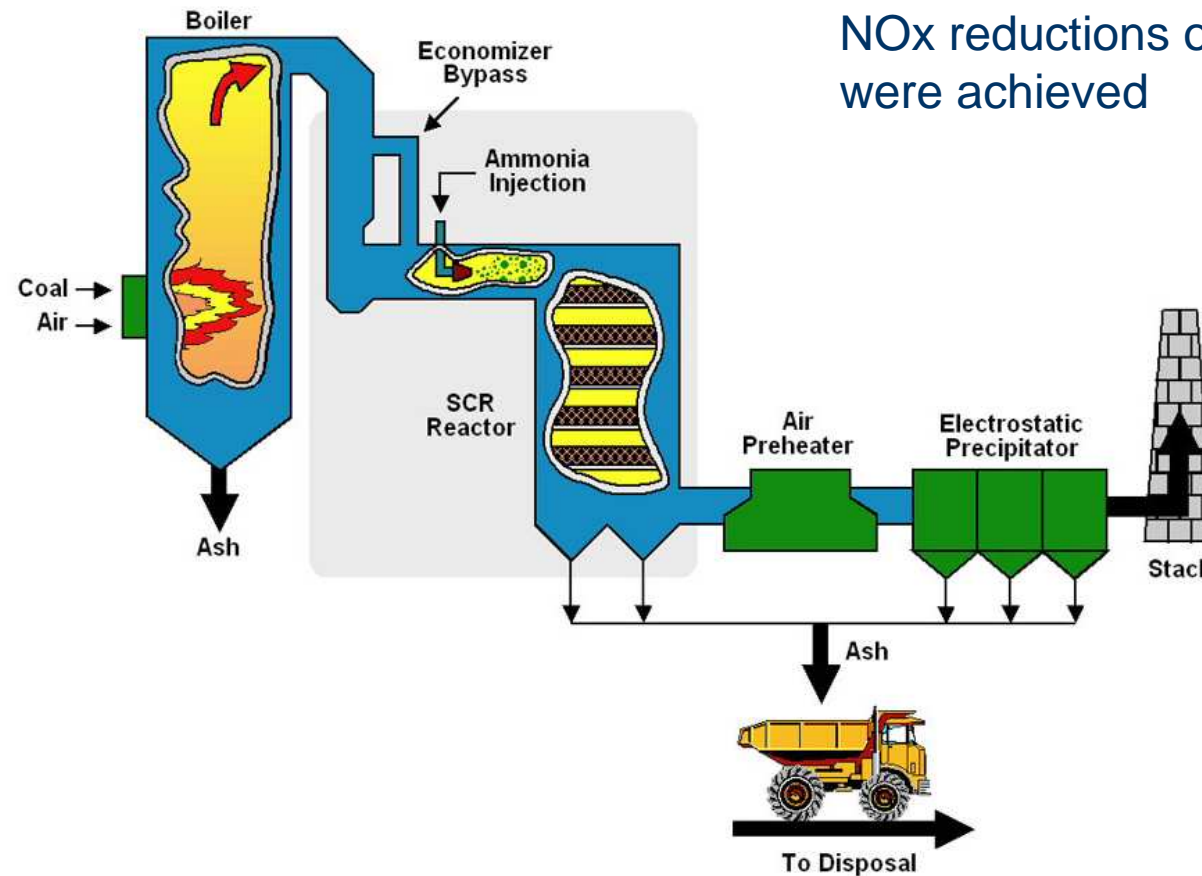 NOx reductions
were achieved
Boiler
Economizer
Bypass
Ammonia
Injection
Coal
Air
SCR
Reactor
Air
Preheater
Electrostatic
Precipitator
Ash
Stack
Ash
To Disposal